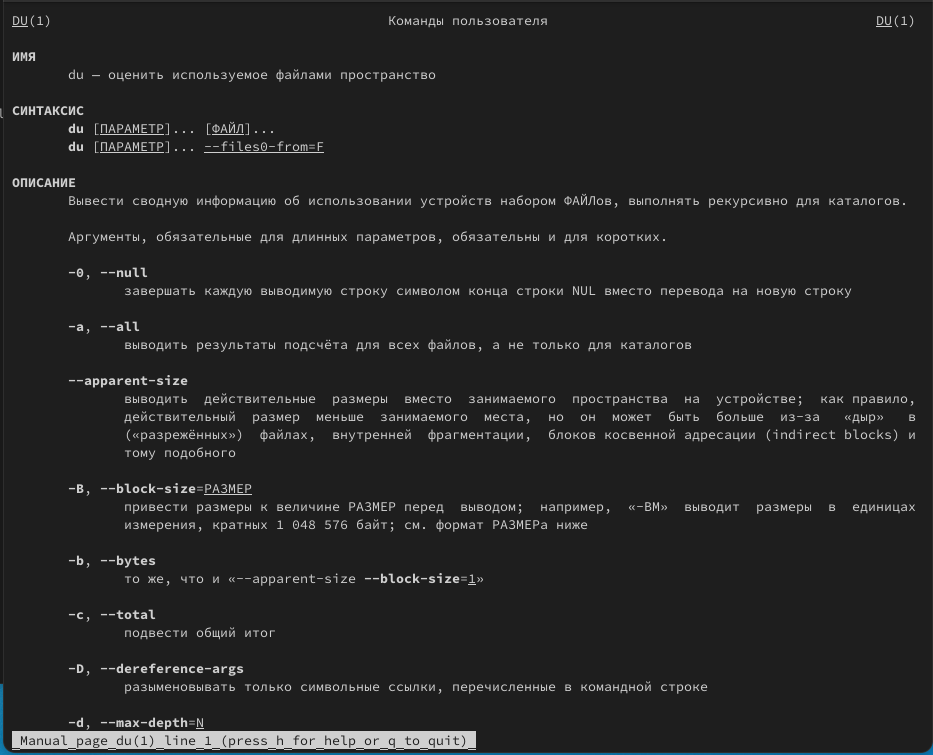 DU(1) Команды пользователя DU(1)
ИМЯ
du — оценить используемое файлами пространство
СИНТАКСИС
du [ПАРАМЕТР]... [ФАЙЛ]...
du [ПАРАМЕТР]... --files0-from=F
ОПИСАНИЕ
Вывести сводную информацию об использовании устройств набором ФАЙЛов, выполнять рекурсивно для каталогов.
Аргументы, обязательные для длинных параметров, обязательны и для коротких.
-0, --null
завершать каждую выводимую строку символом конца строки NUL вместо перевода на новую строку
-a, --all
выводить результаты подсчёта для всех файлов, а не только для каталогов
--apparent-size
выводить действительные размеры вместо занимаемого пространства на устройстве; как правило,
действительный размер меньше занимаемого места, но он может быть больше из-за «дыр» в
(«разрежённых») файлах, внутренней фрагментации, блоков косвенной адресации (indirect blocks) и
тому подобного
-B, --block-size=РАЗМЕР
привести размеры к величине РАЗМЕР перед выводом; например, «-BM» выводит размеры в единицах
измерения, кратных 1 048 576 байт; см. формат РАЗМЕРа ниже
-b, --bytes
то же, что и «--apparent-size --block-size=1»
-c, --total
подвести общий итог
-D, --dereference-args
разыменовывать только символьные ссылки, перечисленные в командной строке
-d, --max-depth=N
Manual page du(1) line 1 (press h for help or q to quit)